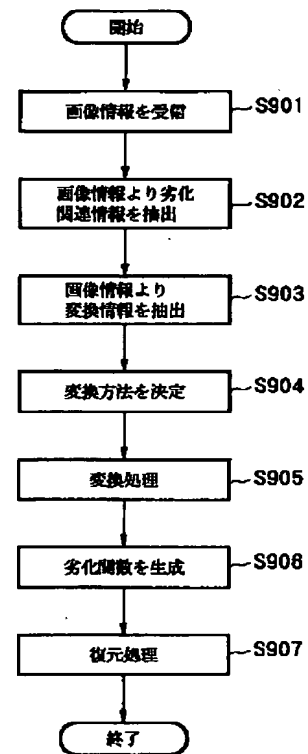 開始
画像情報を受信
S901
画像情報より劣化
関連情報を抽出
S902
画像情報より
変換情報を抽出
S903
変換方法を決定
S904
変換処理
S905
劣化関数を生成
S908
復元処理
S907
終了